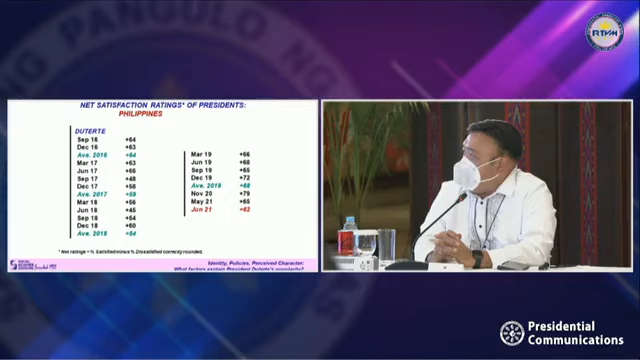 PANGULO NG
RTVM
NET SATISFACTION RATINGS* OF PRESIDENTS:
PHILIPPINES
DUTERTE
Sep 16 +64
Dec 16 +63
Ave. 2016 +64
Mar 17 +63
Jun 17 +66
Sep 17 +48
Dec 17 +58
Ave. 2017 +59
Mar 18 +56
Jun 18 +45
Sep 18 +54
Dec 18 +60
Ave. 2018 +54
Mar 19 +66
Jun 19 +68
Sep 19 +65
Dec 19 +72
Ave. 2019 +68
Nov 20 +79
May 21 +65
Jun 21 +62
* Net ratings = % Satisfied minus % Dissatisfied correctly rounded.
Identity, Policies, Perceived Character:
What factors explain President Duterte's popularity?
Presidential
Communications